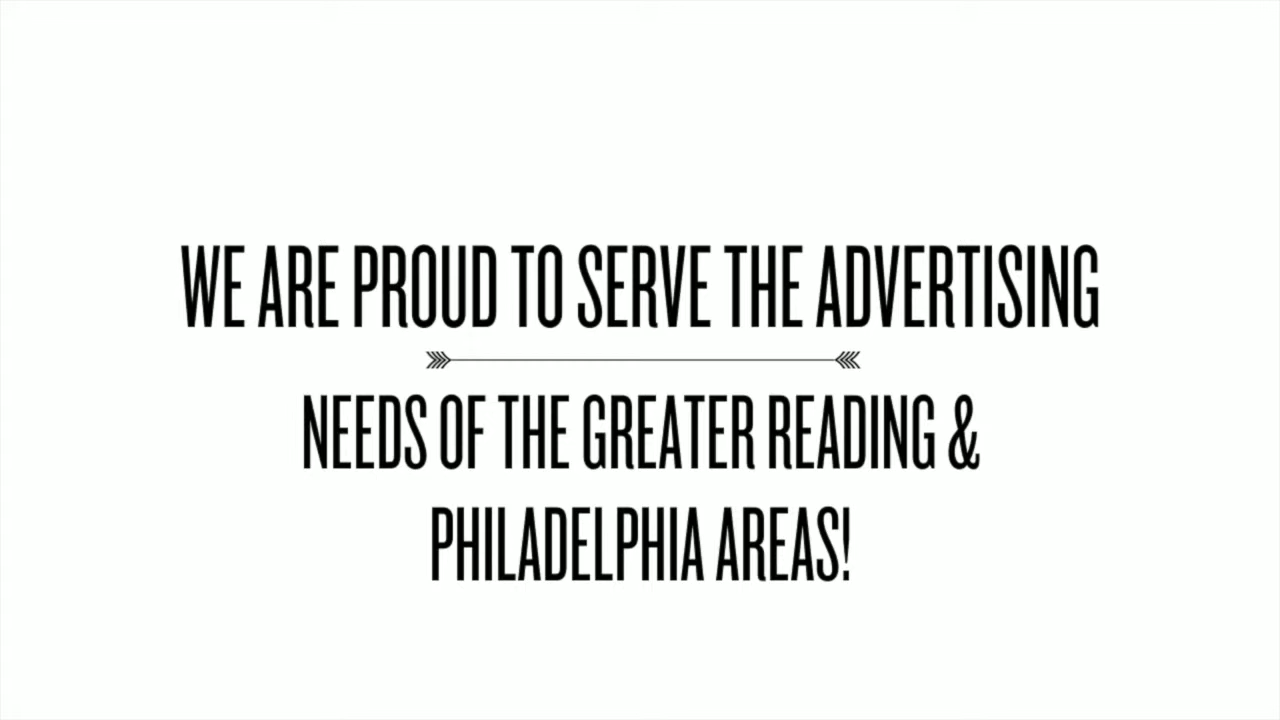 WE ARE PROUD TO SERVE THE ADVERTISING
NEEDS OF THE GREATER READING &
PHILADELPHIA AREAS!